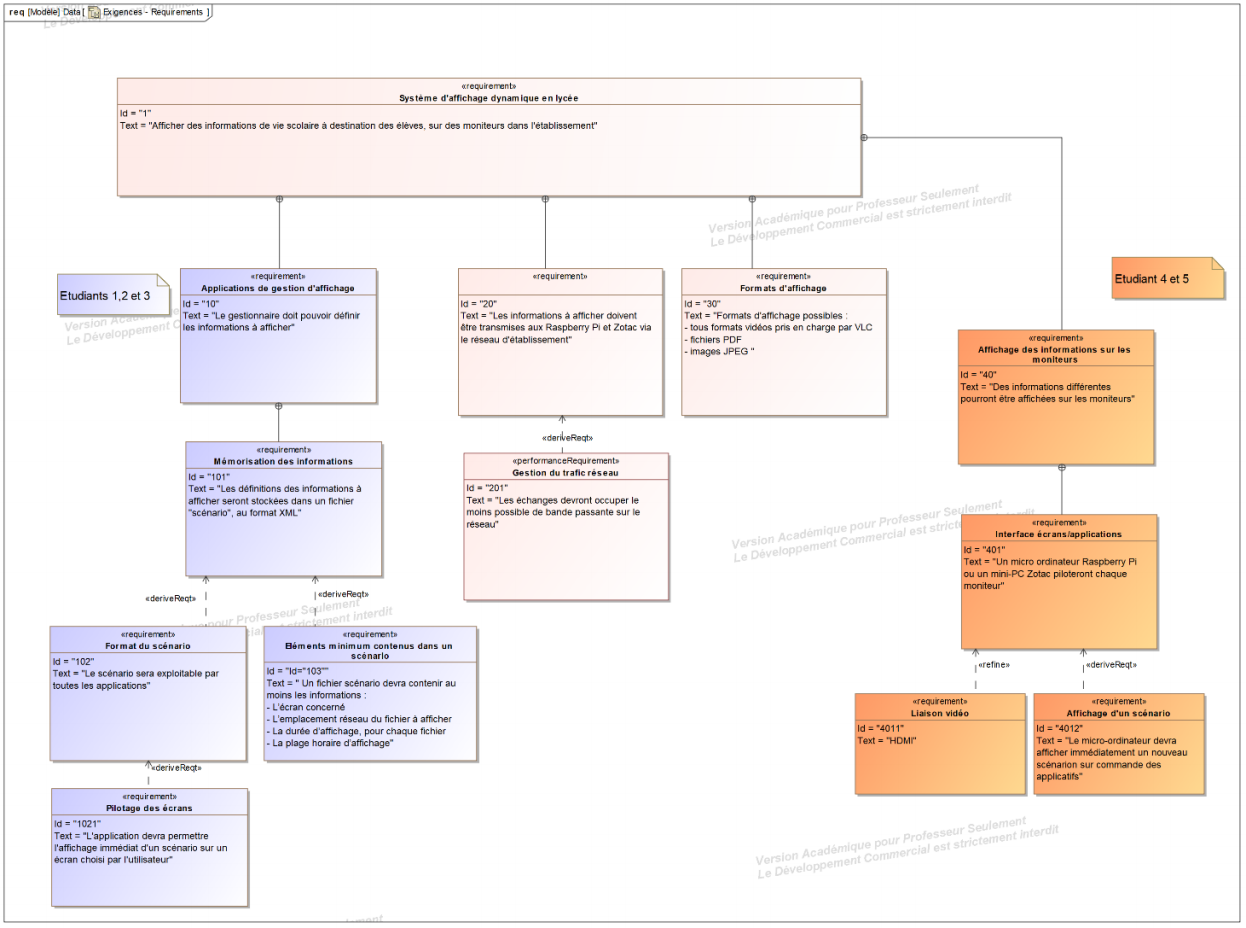 req [Modèle] Data [ Exigences - Requirements ]
«requirement»
Système d'affichage dynamique en lycée
Id = "1"
Text = "Afficher des informations de vie scolaire à destination des élèves, sur des moniteurs dans l'établissement"
Version Académique pour Professeur Seulement
Le Développement Commercial est strictement interdit
Etudiants 1,2 et 3
«requirement»
Applications de gestion d'affichage
Id = "10"
Text = "Le gestionnaire doit pouvoir définir
les informations à afficher"
«requirement»
Id = "20"
Text = "Les informations à afficher doivent
être transmises aux Raspberry Pi et Zotac via
le réseau d'établissement"
«requirement»
Formats d'affichage
Id = "30"
Text = "Formats d'affichage possibles :
- tous formats vidéos pris en charge par VLC
- fichiers PDF
- images JPEG "
Etudiant 4 et 5
«requirement»
Affichage des informations sur les
moniteurs
Id = "40"
Text = "Des informations différentes
pourront être affichées sur les moniteurs"
«requirement»
Mémorisation des informations
Id = "101"
Text = "Les définitions des informations à
afficher seront stockées dans un fichier
"scénario", au format XML"
«deriveReqt»
«performanceRequirement»
Gestion du trafic réseau
Id = "201"
Text = "Les échanges devront occuper le
moins possible de bande passante sur le
réseau"
Version Académique pour Professeur Seulement
Le Développement Commercial est strictement interdit
«requirement»
Interface écrans/applications
Id = "401"
Text = "Un micro ordinateur Raspberry Pi
ou un mini-PC Zotac piloteront chaque
moniteur"
«deriveReqt»
«deriveReqt»
pour Professeur Seulement
est strictement interdit
«requirement»
Format du scénario
Id = "102"
Text = "Le scénario sera exploitable par
toutes les applications"
«requirement»
Eléments minimum contenus dans un
scénario
Id = "Id="103""
Text = " Un fichier scénario devra contenir au
moins les informations :
- L'écran concerné
- L'emplacement réseau du fichier à afficher
- La durée d'affichage, pour chaque fichier
- La plage horaire d'affichage"
«refine»
«deriveReqt»
«requirement»
Liaison vidéo
Id = "4011"
Text = "HDMI"
«requirement»
Affichage d'un scénario
Id = "4012"
Text = "Le micro-ordinateur devra
afficher immédiatement un nouveau
scénarion sur commande des
applicatifs"
«deriveReqt»
«requirement»
Pilotage des écrans
Id = "1021"
Text = "L'application devra permettre
l'affichage immédiat d'un scénario sur un
écran choisi par l'utilisateur"
Version Académique pour Professeur Seulement
Le Développement Commercial est strictement interdit